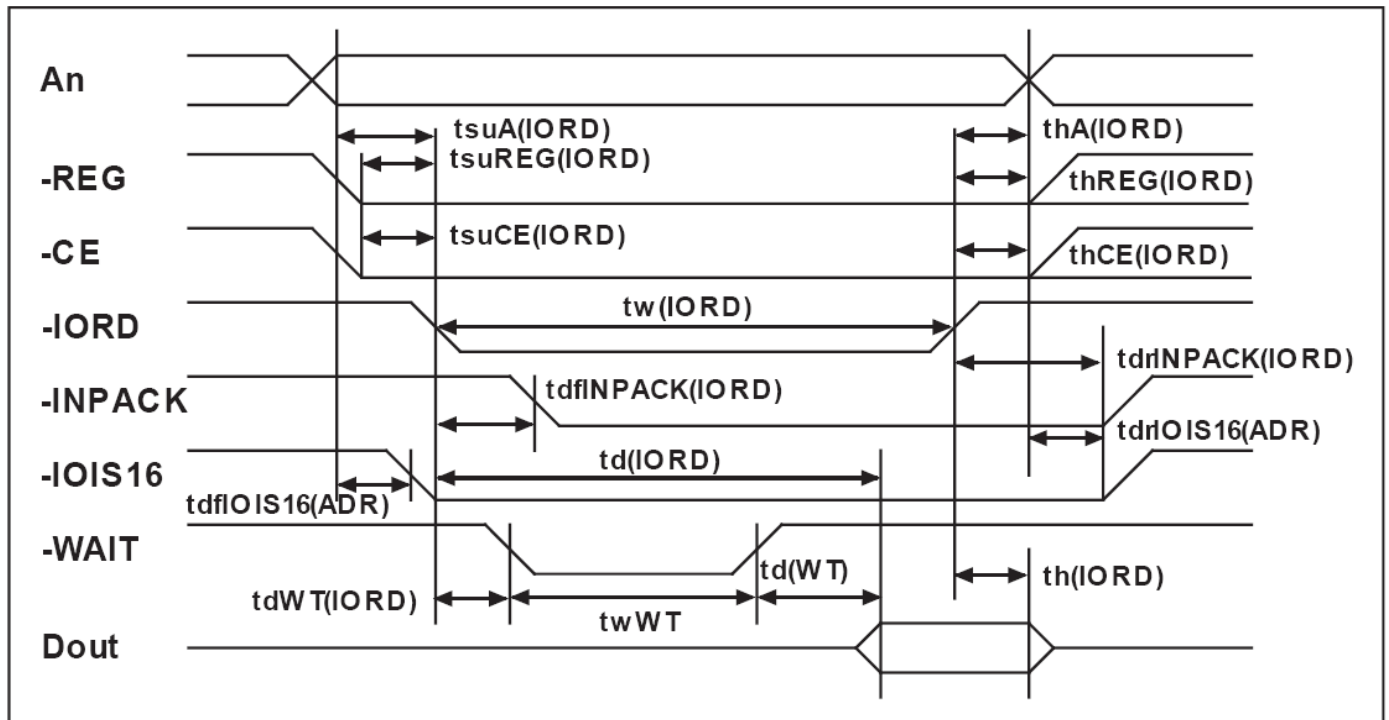 An
tsuA(IORD)
thA(IORD)
tsuREG(IORD)
-REG
thREG(IORD)
tsuCE(IORD)
-CE
thCE(IORD)
tw(IORD)
-IORD
tdrINPACK(IORD)
-INPACK
tdfINPACK(IORD)
tdrIOIS16(ADR)
td(IORD)
-IOIS16
tdfIOIS16(ADR)
-WAIT
td(WT)
th(IORD)
tdWT(IORD)
twWT
Dout